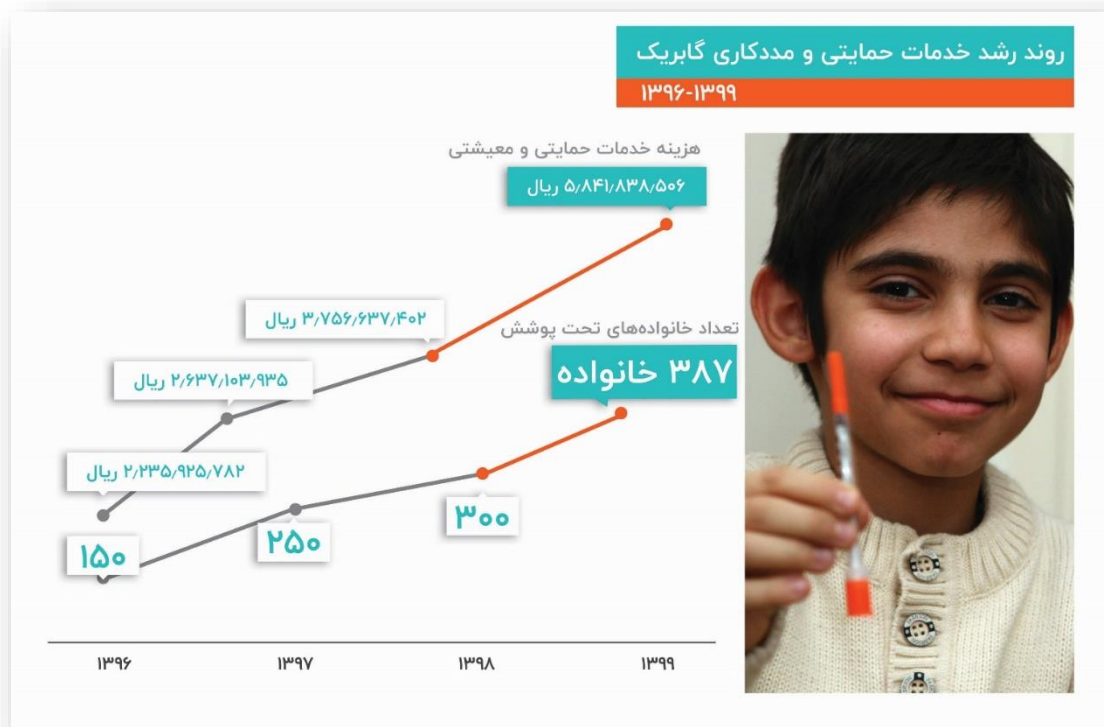 روند رشد خدمات حمایتی و مددکاری گابریک
۱۳۹۶-۱۳۹۹
هزینه خدمات حمایتی و معیشتی
۵٫۸۴۱٫۸۳۸٫۵۰۶ ریال
۳٫۷۵۶٫۶۳۷٫۴۰۲ ریال
۲٫۶۳۷٫۱۰۳٫۹۳۵ ریال
۲٫۲۳۵٫۹۲۵٫۷۸۲ ریال
تعداد خانواده‌های تحت پوشش
۳۸۷ خانواده
۳۰۰
۲۵۰
۱۵۰
۱۳۹۶
۱۳۹۷
۱۳۹۸
۱۳۹۹